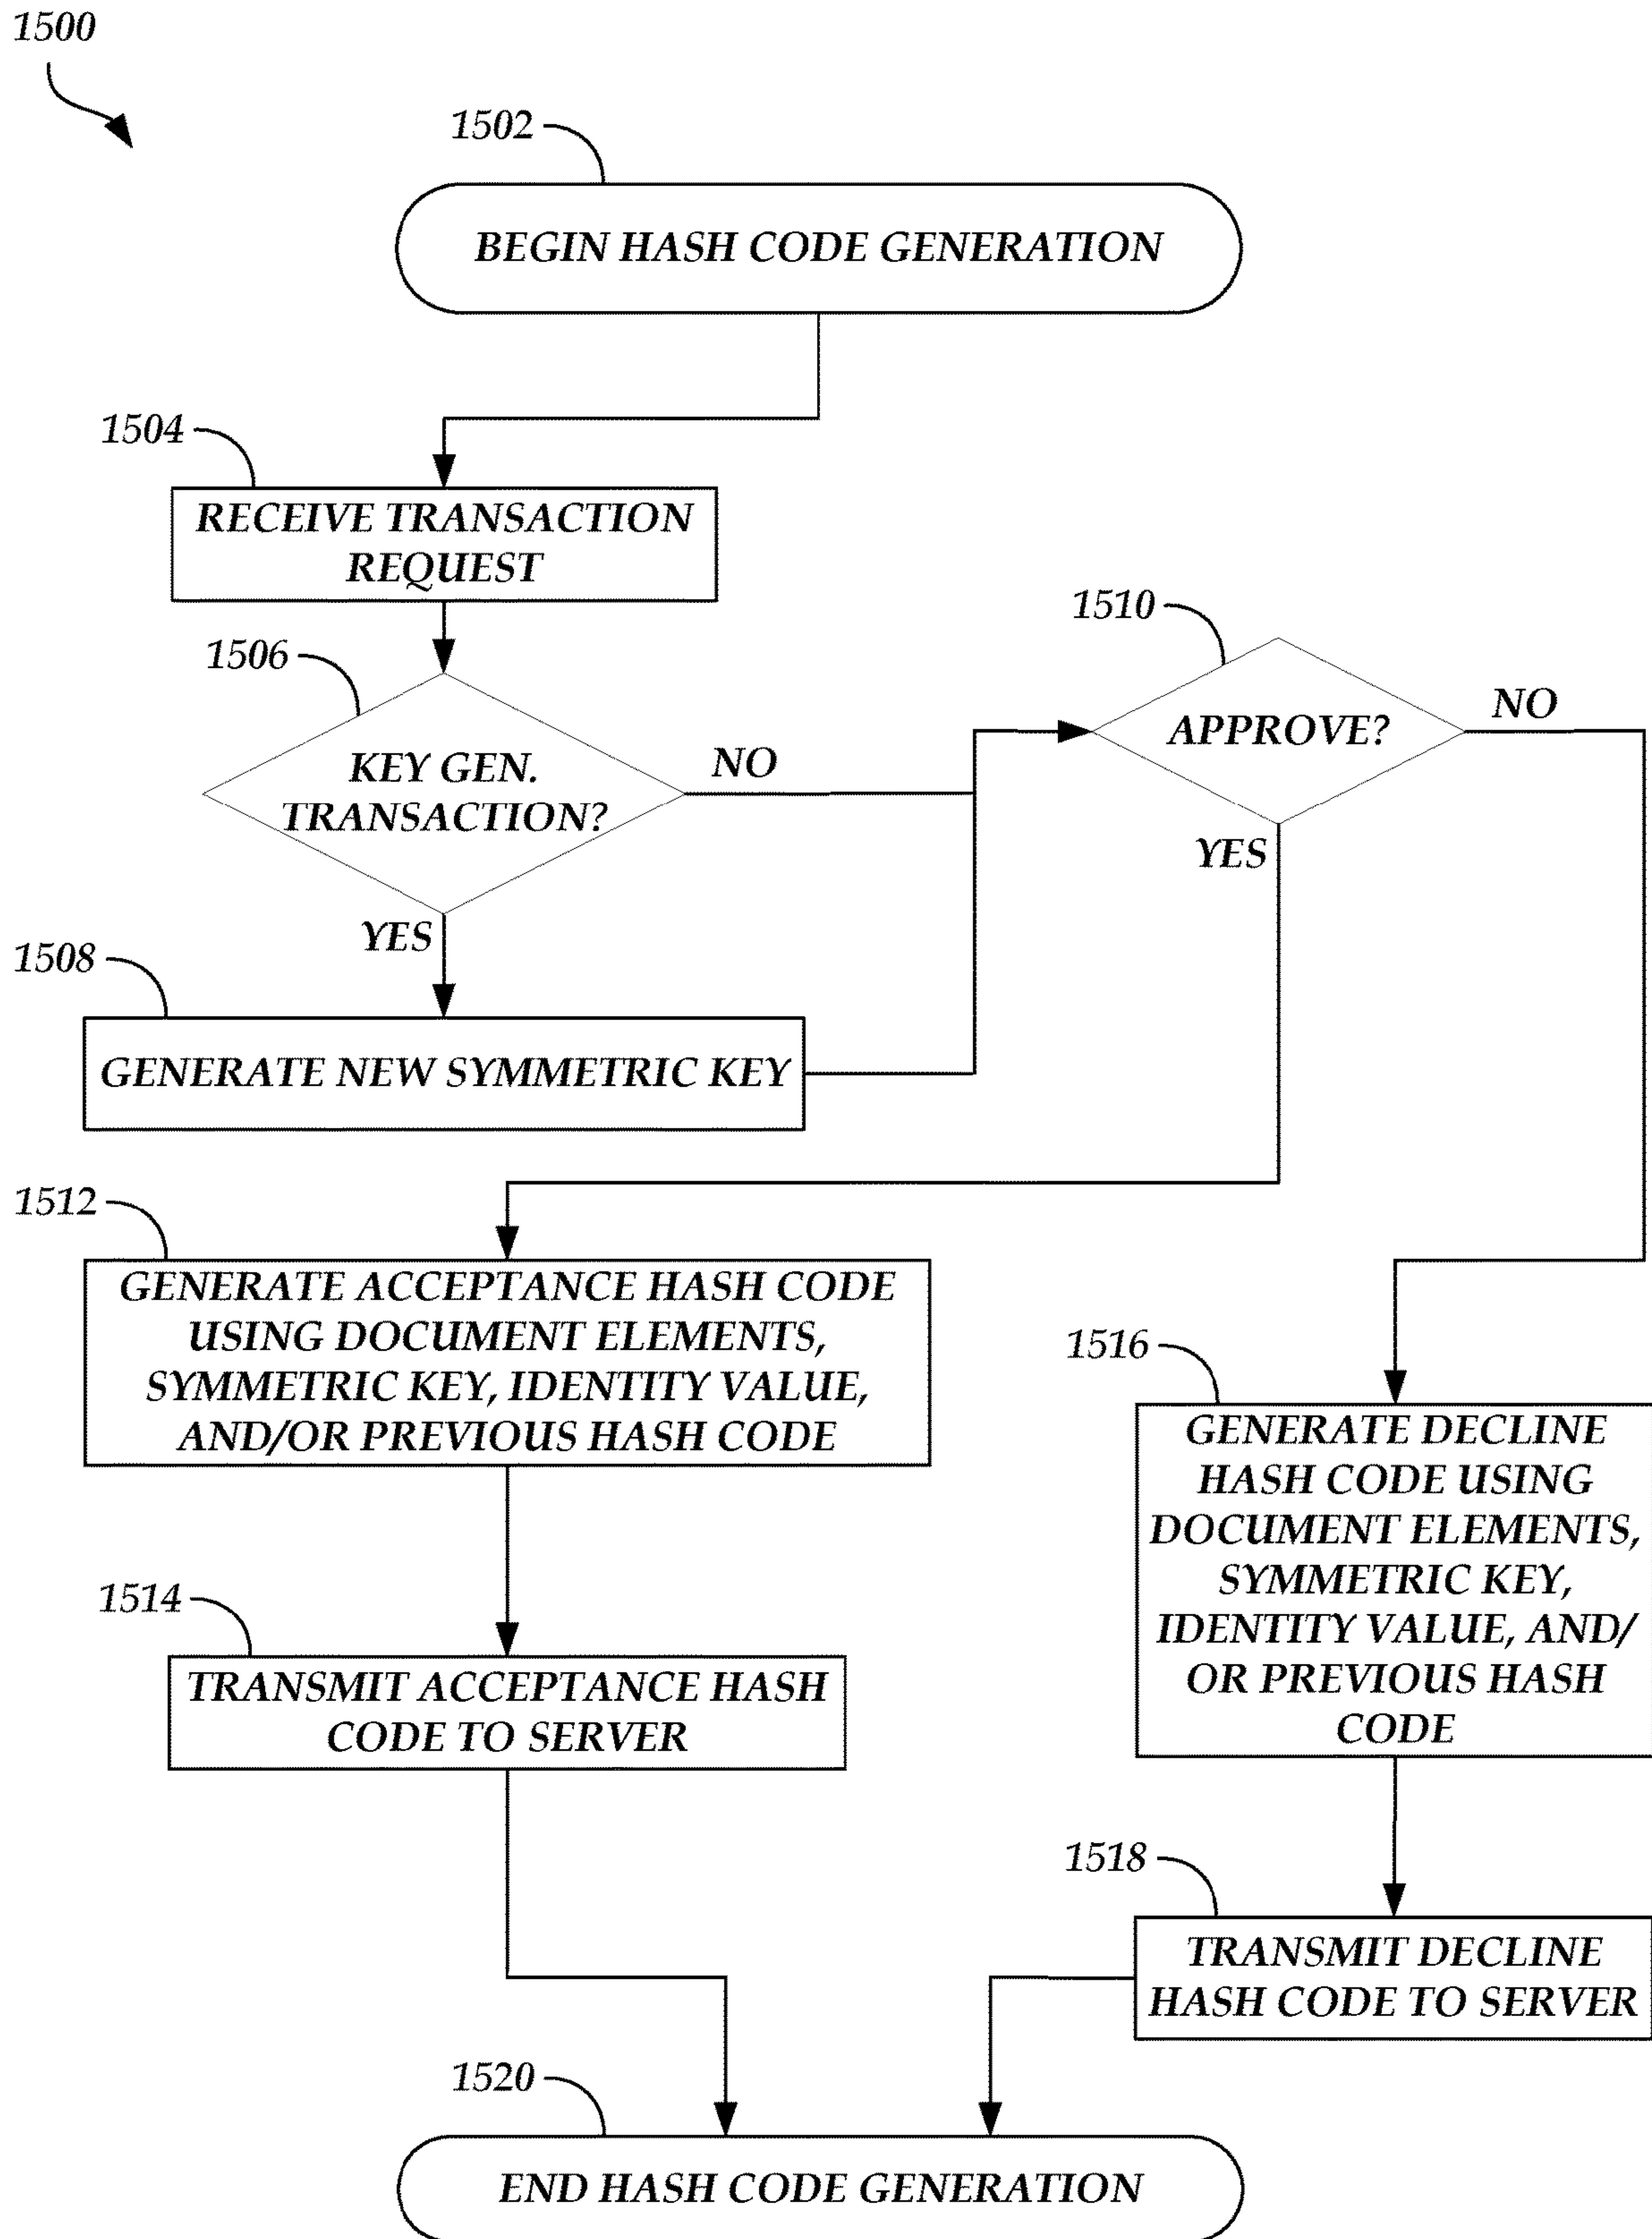 1500
1502
BEGIN HASH CODE GENERATION
1504
RECEIVE TRANSACTION
REQUEST
1506
KEY GEN.
TRANSACTION?
NO
YES
1510
APPROVE?
NO
YES
1508
GENERATE NEW SYMMETRIC KEY
1512
GENERATE ACCEPTANCE HASH CODE
USING DOCUMENT ELEMENTS,
SYMMETRIC KEY, IDENTITY VALUE,
AND/OR PREVIOUS HASH CODE
1516
GENERATE DECLINE
HASH CODE USING
DOCUMENT ELEMENTS,
SYMMETRIC KEY,
IDENTITY VALUE, AND/
OR PREVIOUS HASH
CODE
1514
TRANSMIT ACCEPTANCE HASH
CODE TO SERVER
1518
TRANSMIT DECLINE
HASH CODE TO SERVER
1520
END HASH CODE GENERATION